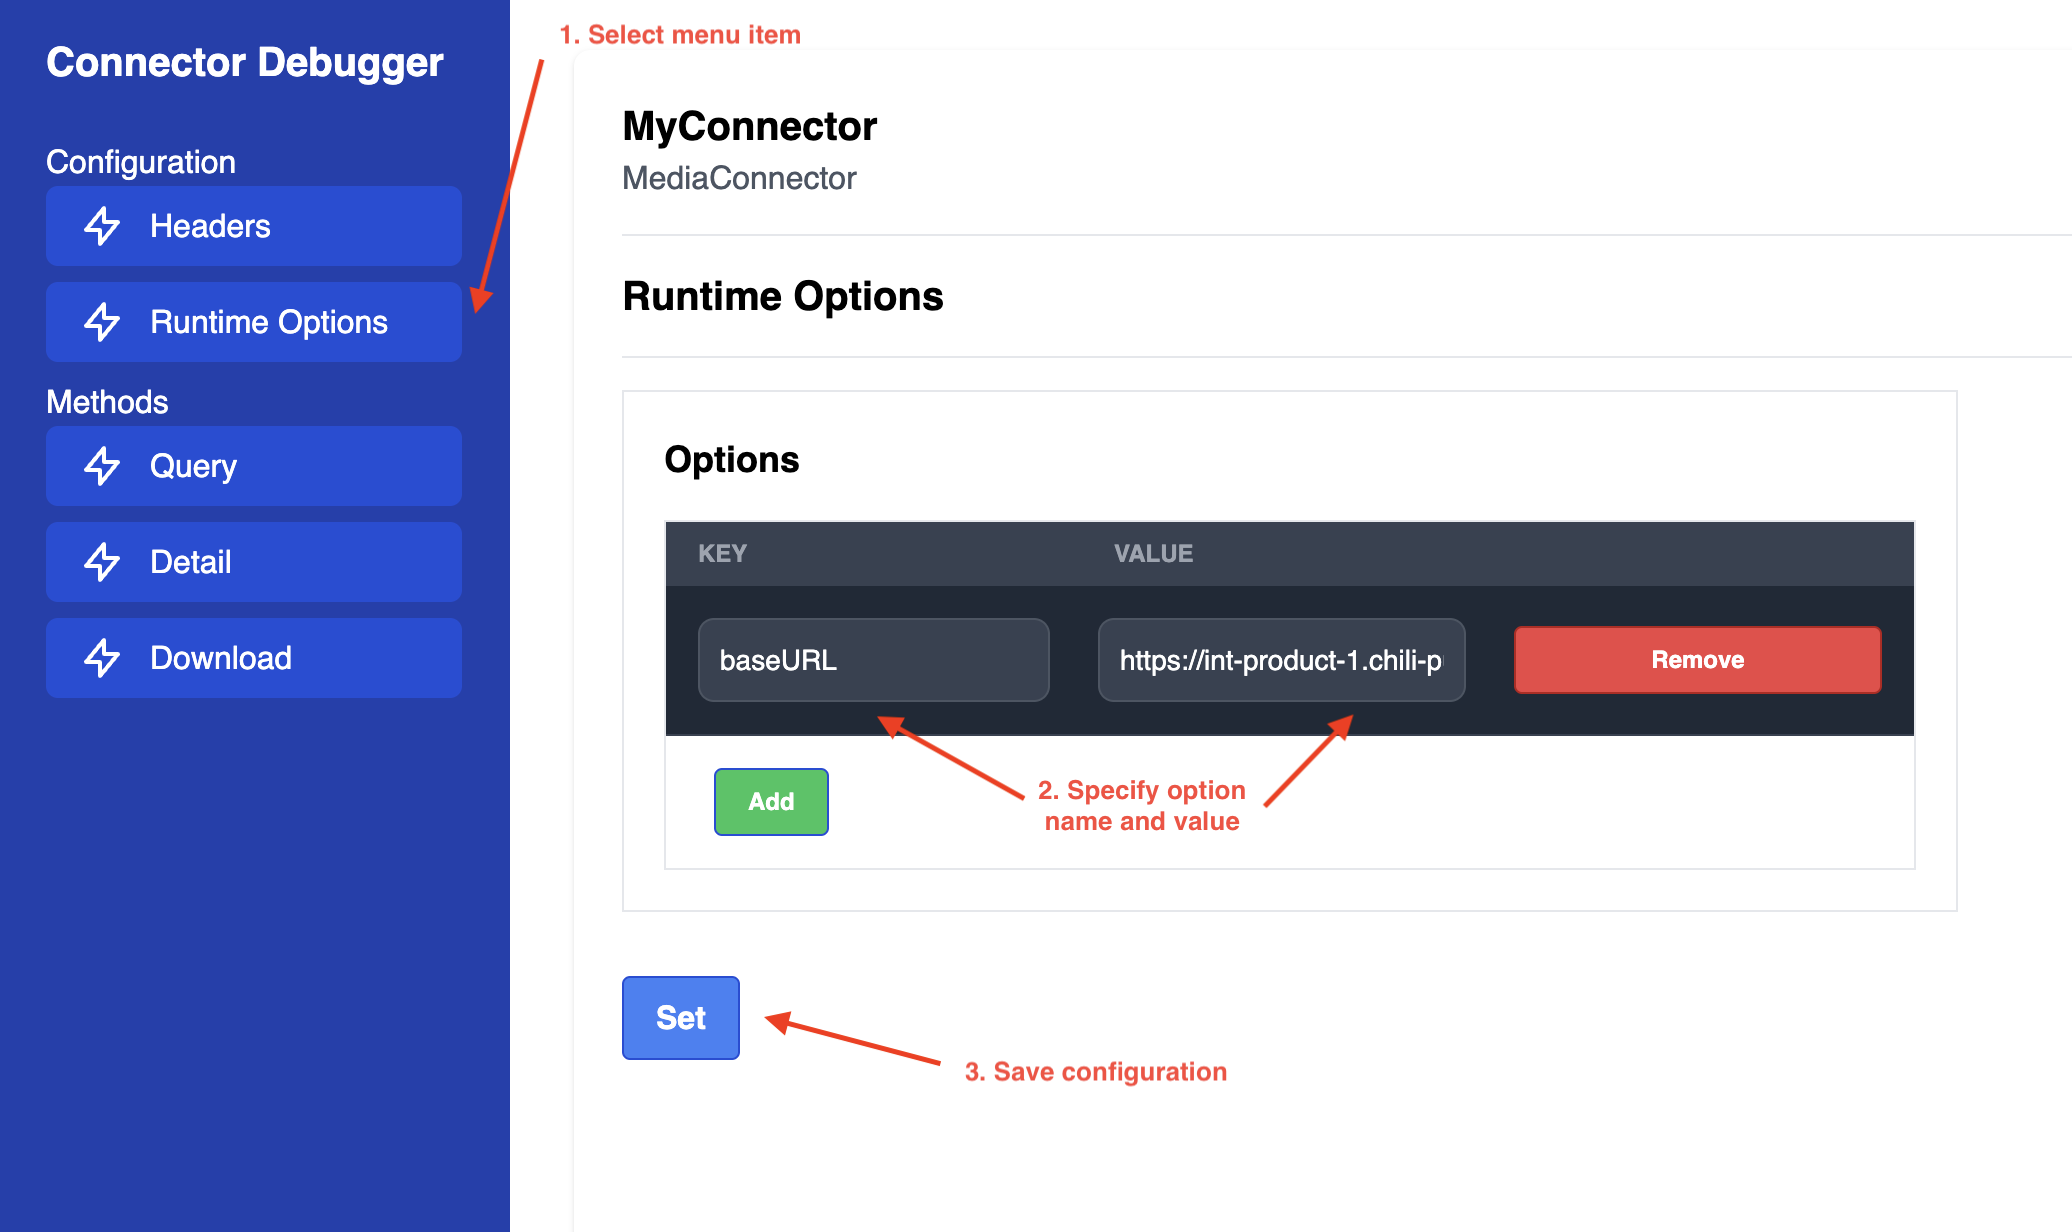 Connector Debugger
Configuration
Headers
Runtime Options
Methods
Query
Detail
Download
1. Select menu item
MyConnector
MediaConnector
Runtime Options
Options
KEY VALUE
baseURL https://int-product-1.chili-p Remove
Add
2. Specify option
name and value
Set
3. Save configuration